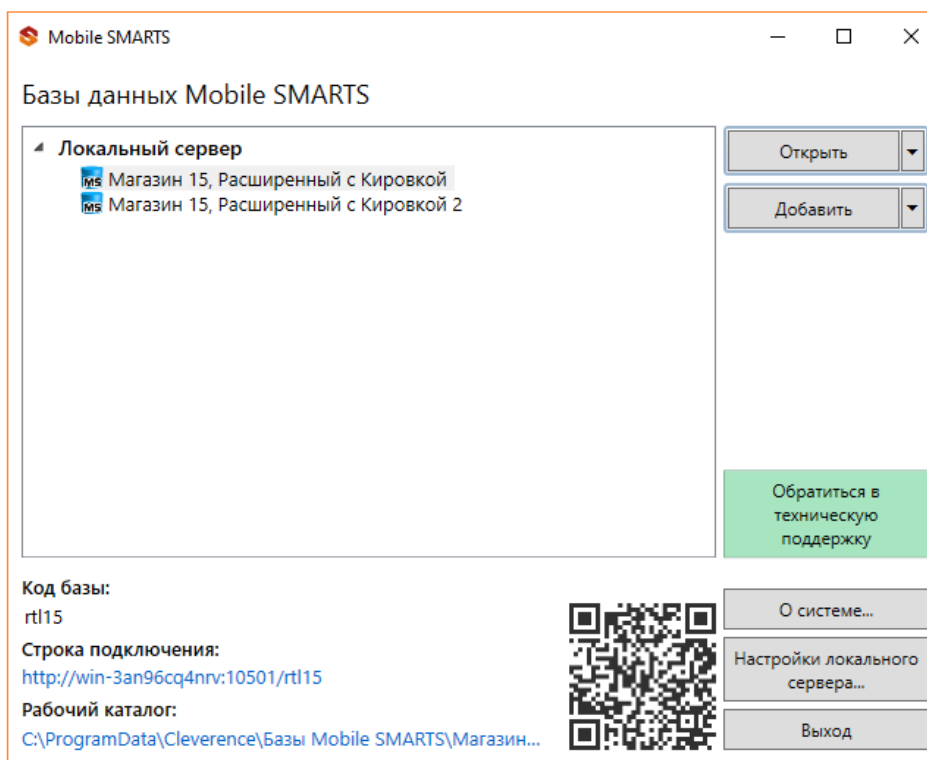 Mobile SMARTS
Базы данных Mobile SMARTS
Локальный сервер
Магазин 15, Расширенный с Кировкой
Магазин 15, Расширенный с Кировкой 2
Открыть
Добавить
Обратиться в
техническую
поддержку
Код базы:
rtl15
Строка подключения:
http://win-3an96cq4nrv:10501/rtl15
Рабочий каталог:
C:\ProgramData\Cleverence\Базы Mobile SMARTS\Магазин...
О системе...
Настройки локального
сервера...
Выход